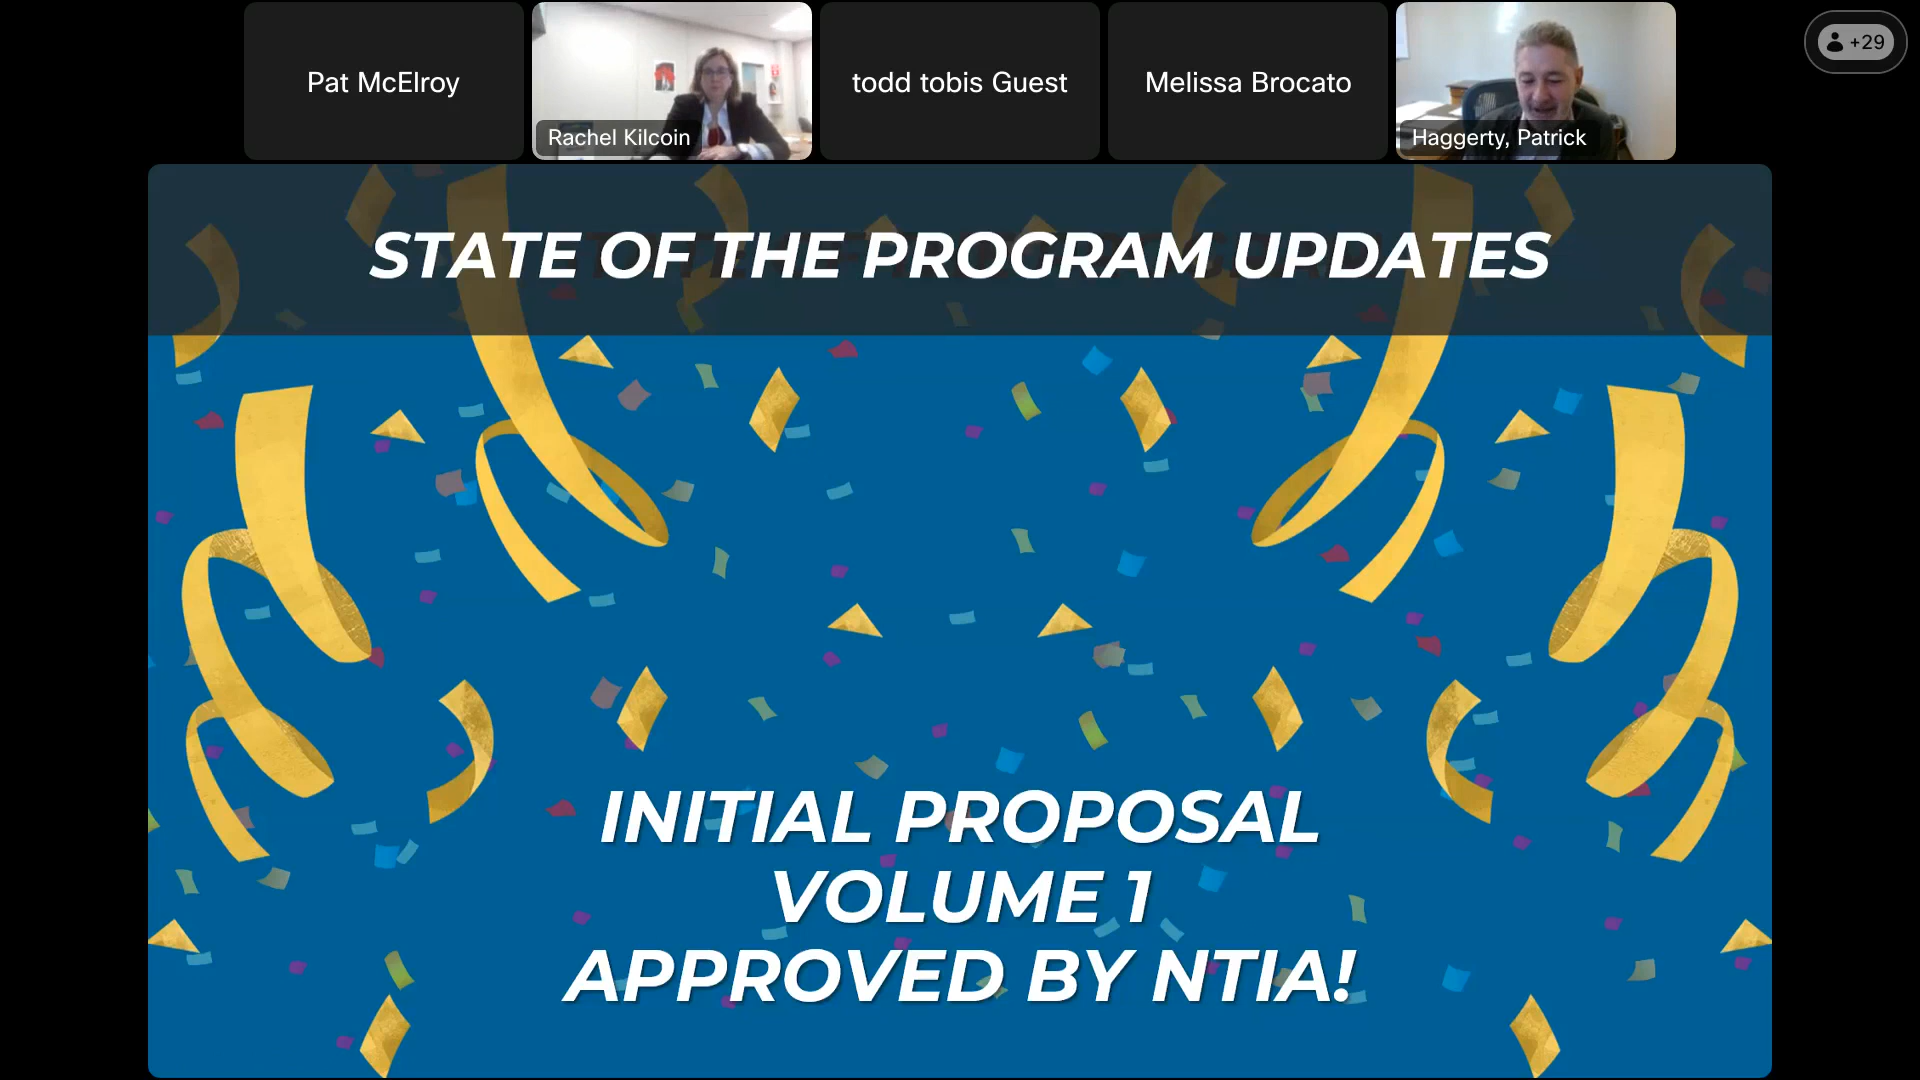 Pat McElroy
Rachel Kilcoin
todd tobis Guest
Melissa Brocato
Haggerty, Patrick
+29
STATE OF THE PROGRAM UPDATES
INITIAL PROPOSAL
VOLUME 1
APPROVED BY NTIA!